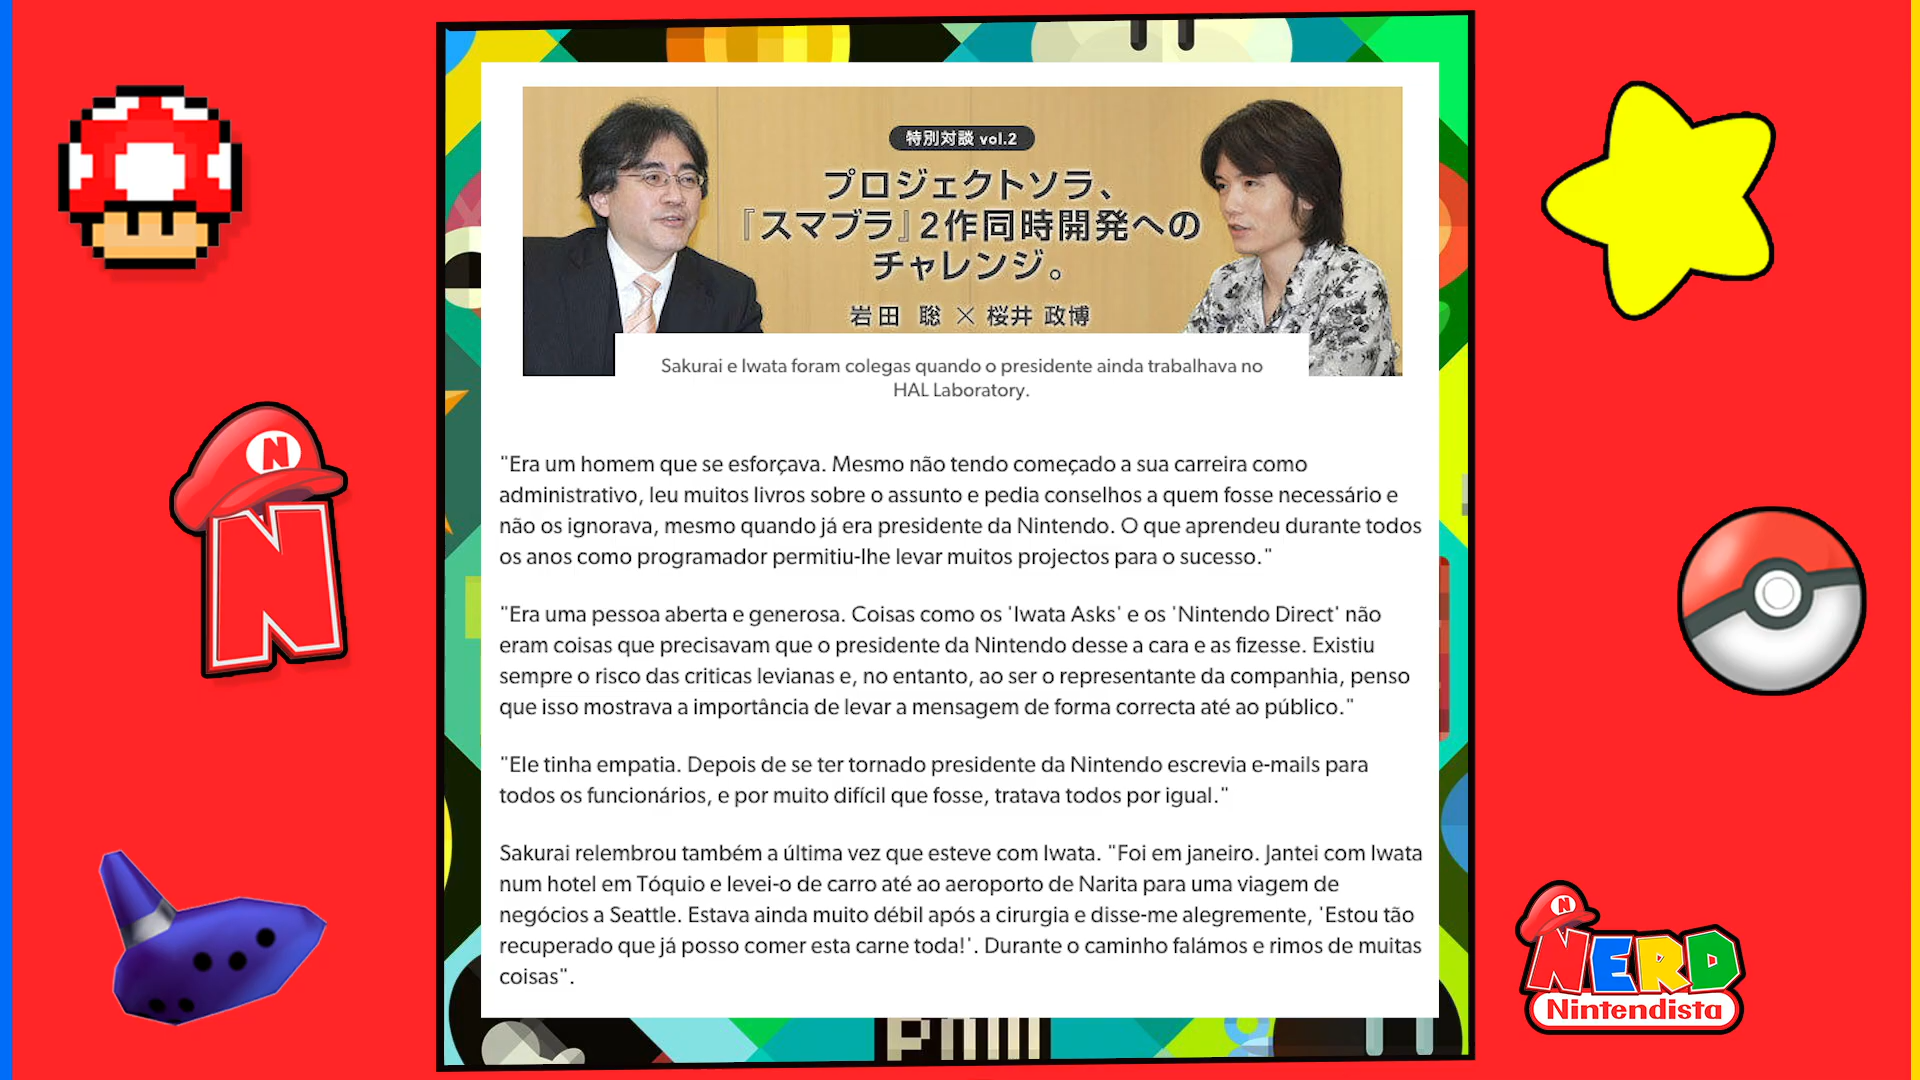 特別対談 vol.2
プロジェクトソラ、
『スマブラ』2作同時開発への
チャレンジ。
岩田 聡 × 桜井 政博
Sakurai e Iwata foram colegas quando o presidente ainda trabalhava no
HAL Laboratory.
"Era um homem que se esforçava. Mesmo não tendo começado a sua carreira como
administrativo, leu muitos livros sobre o assunto e pedia conselhos a quem fosse necessário e
não os ignorava, mesmo quando já era presidente da Nintendo. O que aprendeu durante todos
os anos como programador permitiu-lhe levar muitos projectos para o sucesso."
"Era uma pessoa aberta e generosa. Coisas como os 'Iwata Asks' e os 'Nintendo Direct' não
eram coisas que precisavam que o presidente da Nintendo desse a cara e as fizesse. Existiu
sempre o risco das criticas levianas e, no entanto, ao ser o representante da companhia, penso
que isso mostrava a importância de levar a mensagem de forma correcta até ao público."
"Ele tinha empatia. Depois de se ter tornado presidente da Nintendo escrevia e-mails para
todos os funcionários, e por muito difícil que fosse, tratava todos por igual."
Sakurai relembrou também a última vez que esteve com Iwata. "Foi em janeiro. Jantei com Iwata
num hotel em Tóquio e levei-o de carro até ao aeroporto de Narita para uma viagem de
negócios a Seattle. Estava ainda muito débil após a cirurgia e disse-me alegremente, 'Estou tão
recuperado que já posso comer esta carne toda!'. Durante o caminho falámos e rimos de muitas
coisas".
N
N
N
NERD
Nintendista